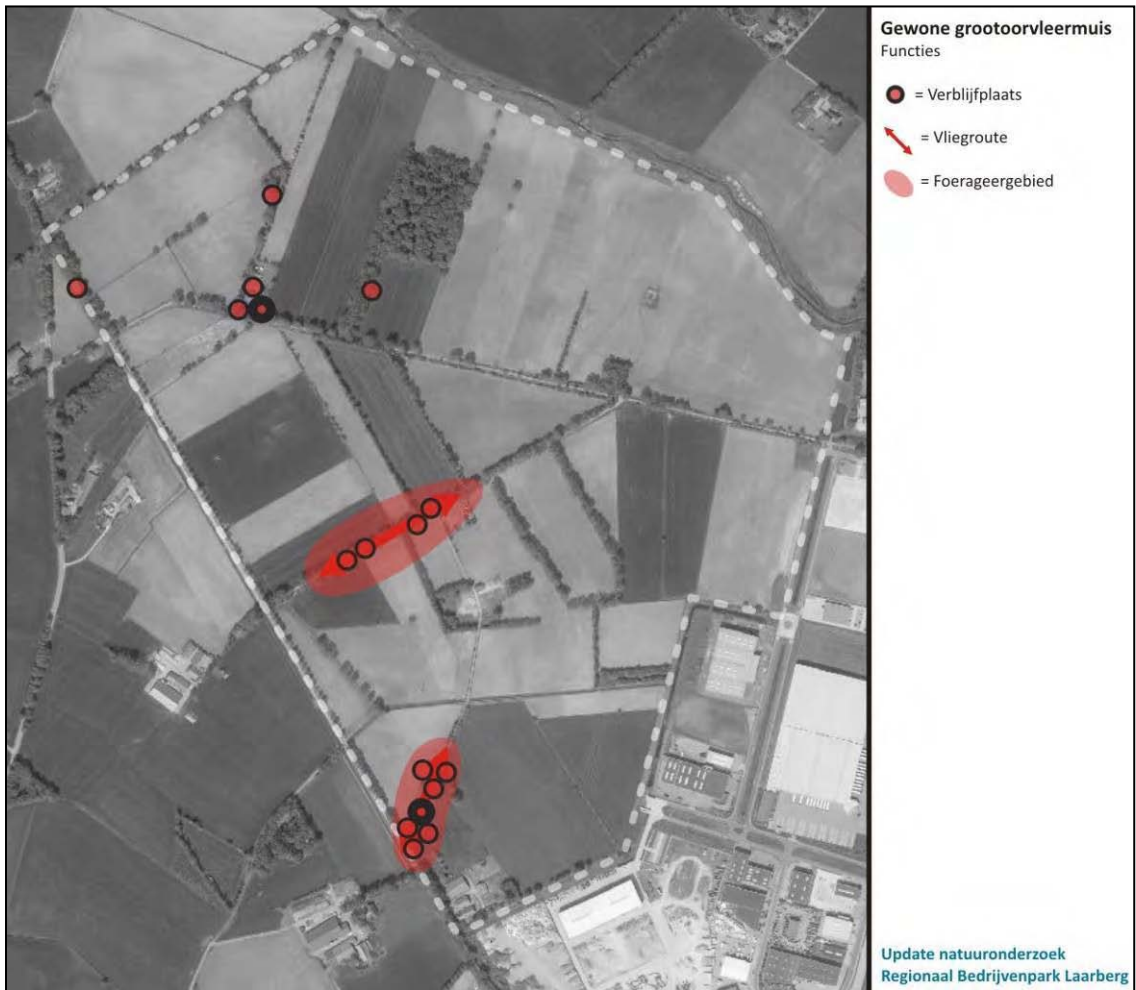 Gewone grootoorvleermuis
Functies
= Verblijfplaats
= Vliegroute
= Foerageergebied
Update natuuronderzoek
Regionaal Bedrijvenpark Laarberg